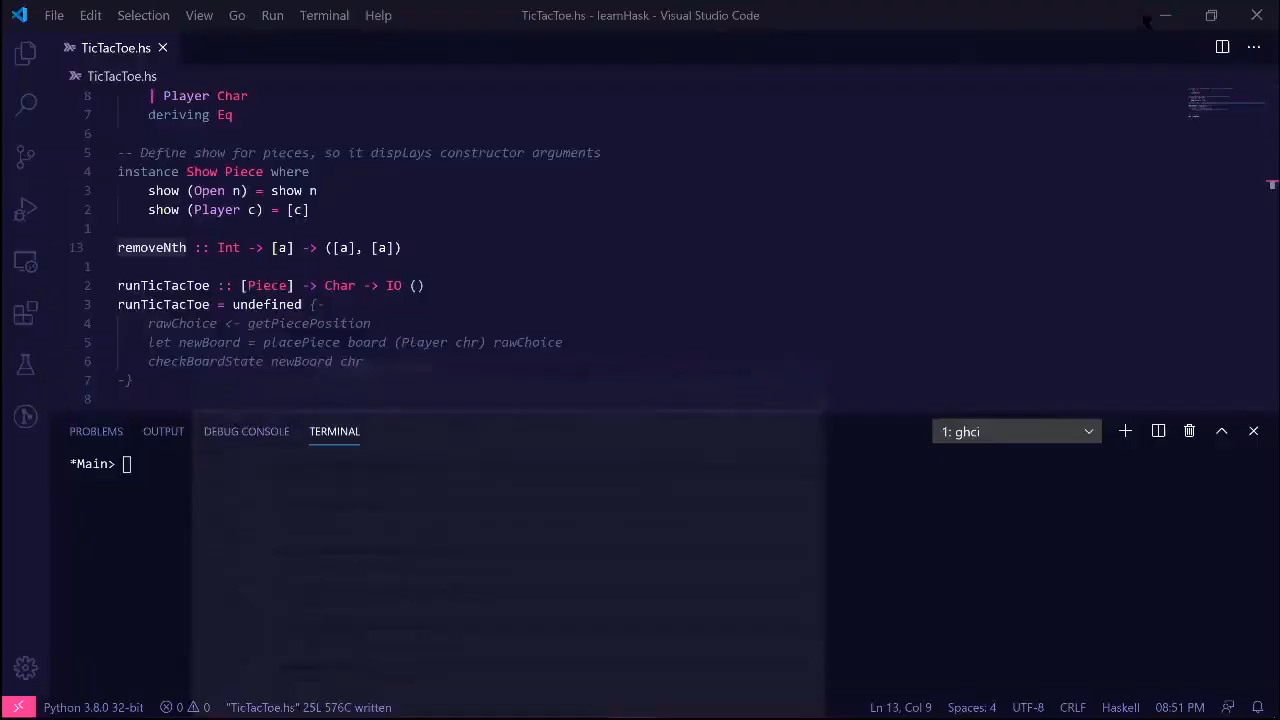 File Edit Selection View Go Run Terminal Help TicTacToe.hs - learnHask - Visual Studio Code
TicTacToe.hs
TicTacToe.hs
8 | Player Char
7 deriving Eq
6
5 -- Define show for pieces, so it displays constructor arguments
4 instance Show Piece where
3 show (Open n) = show n
2 show (Player c) = [c]
1
13 removeNth :: Int -> [a] -> ([a], [a])
1
2 runTicTacToe :: [Piece] -> Char -> IO ()
3 runTicTacToe = undefined {-
4 rawChoice <- getPiecePosition
5 let newBoard = placePiece board (Player chr) rawChoice
6 checkBoardState newBoard chr
7 -}
8
PROBLEMS OUTPUT DEBUG CONSOLE TERMINAL 1: ghci
*Main>
Python 3.8.0 32-bit 0 0 "TicTacToe.hs" 25L 576C written Ln 13, Col 9 Spaces: 4 UTF-8 CRLF Haskell 08:51 PM